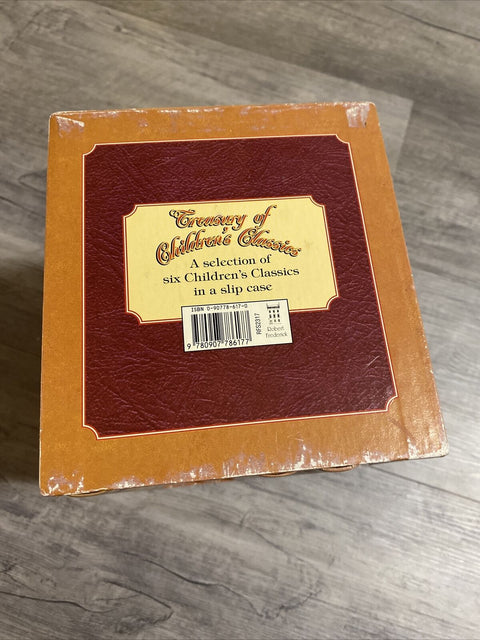 Treasury of
Children's Classics
A selection of
six Children's Classics
in a slip case
ISBN 0-90778-617-0
9 780907 786177
RFS2317
Robert
Frederick